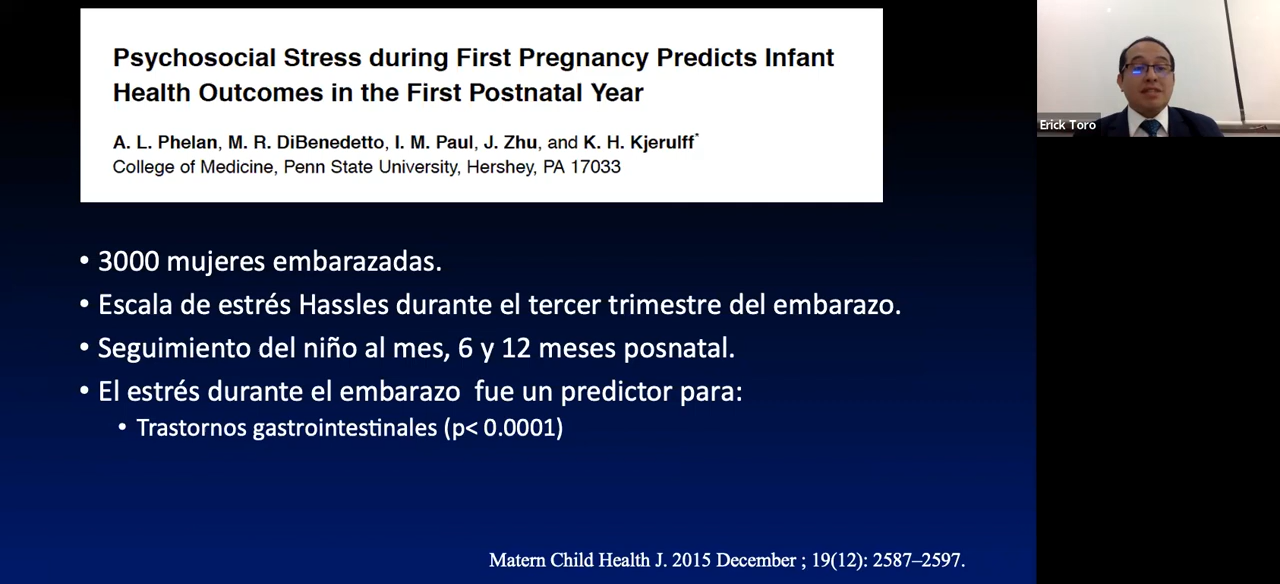 Psychosocial Stress during First Pregnancy Predicts Infant
Health Outcomes in the First Postnatal Year
A. L. Phelan, M. R. DiBenedetto, I. M. Paul, J. Zhu, and K. H. Kjerulff*
College of Medicine, Penn State University, Hershey, PA 17033
Erick Toro
• 3000 mujeres embarazadas.
• Escala de estrés Hassles durante el tercer trimestre del embarazo.
• Seguimiento del niño al mes, 6 y 12 meses posnatal.
• El estrés durante el embarazo  fue un predictor para:
• Trastornos gastrointestinales (p< 0.0001)
Matern Child Health J. 2015 December ; 19(12): 2587–2597.